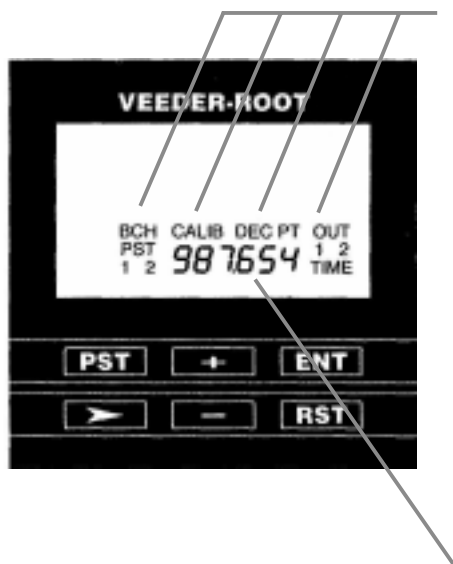 VEEDER-ROOT
BCH CALIB DEC PT OUT
PST 987.654 1 2
1 2 TIME
PST + ENT
➤ − RST